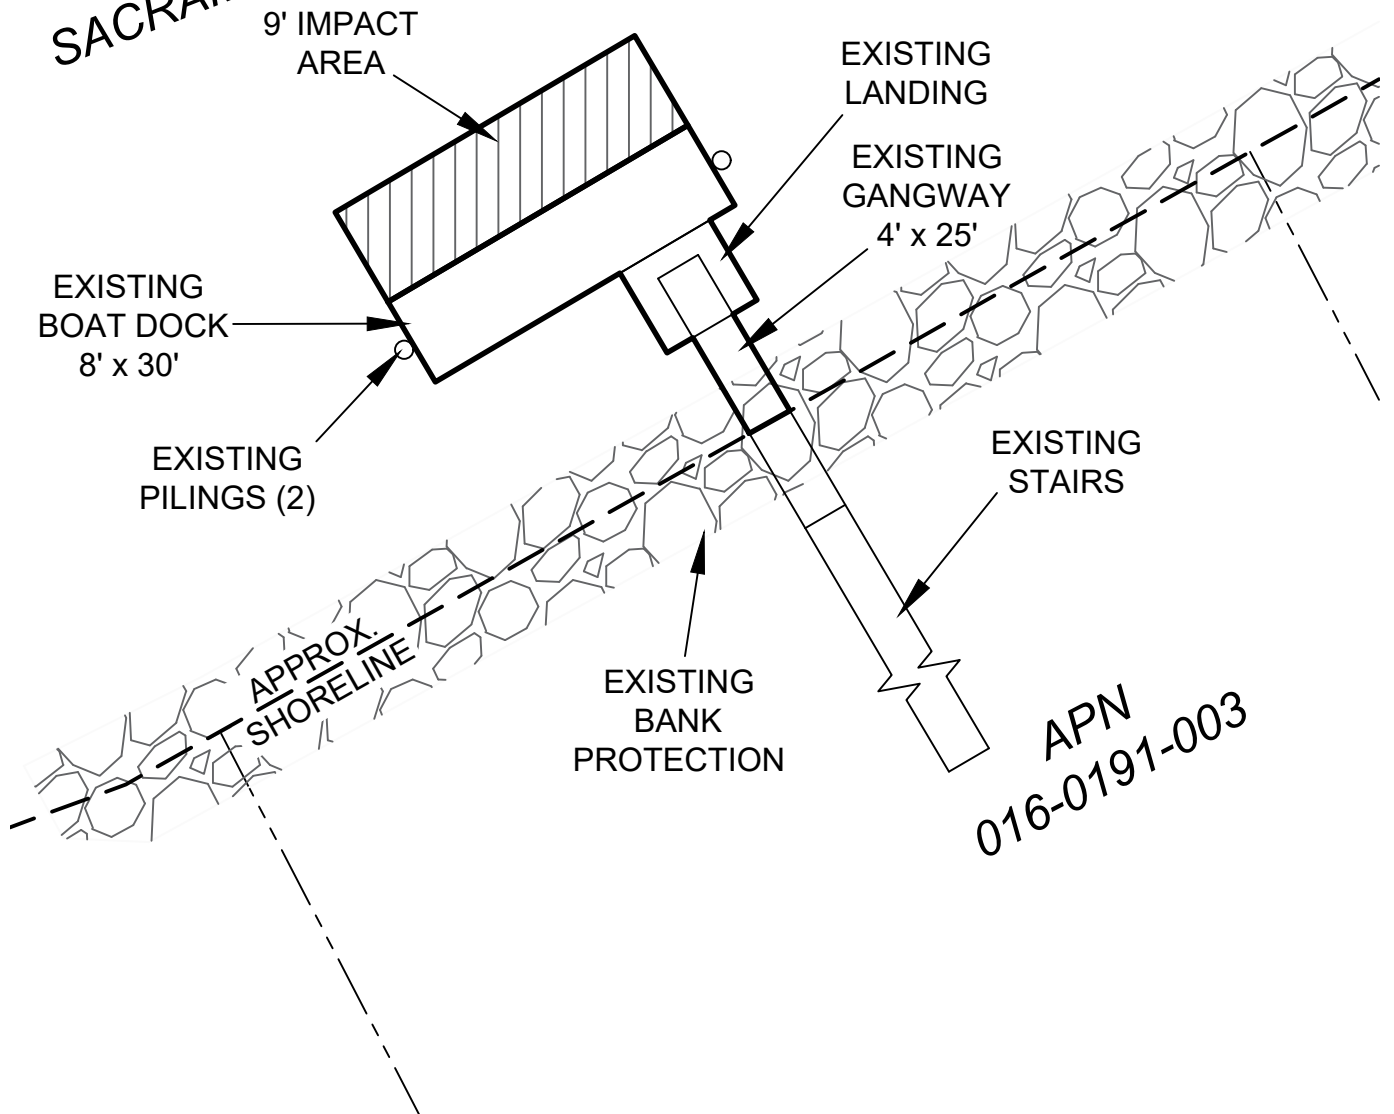 9' IMPACT
AREA
EXISTING
LANDING
EXISTING
GANGWAY
4' x 25'
EXISTING
BOAT DOCK
8' x 30'
EXISTING
PILINGS (2)
EXISTING
STAIRS
APPROX.
SHORELINE
EXISTING
BANK
PROTECTION
APN
016-0191-003